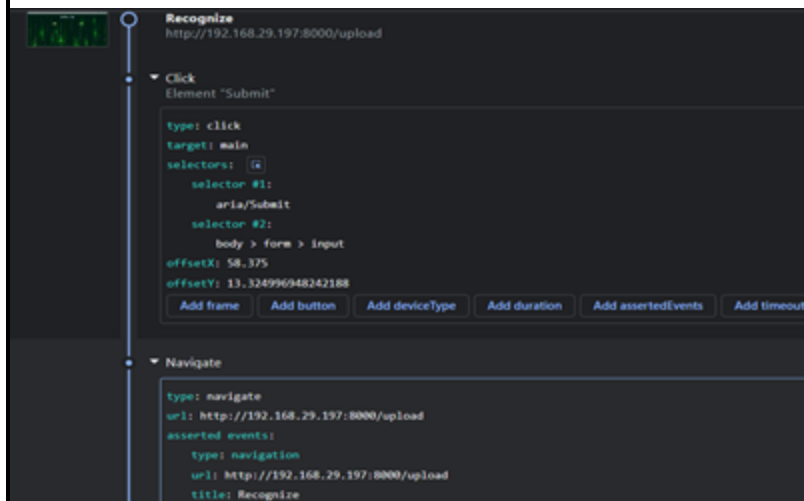 Recognize
http://192.168.29.197:8000/upload
Click
Element "Submit"
type: click
target: main
selectors:
selector #1:
aria/Submit
selector #2:
body > form > input
offsetX: 58.375
offsetY: 13.324996948242188
Add frame Add button Add deviceType Add duration Add assertedEvents Add timeout
Navigate
type: navigate
url: http://192.168.29.197:8000/upload
asserted events:
type: navigation
url: http://192.168.29.197:8000/upload
title: Recognize